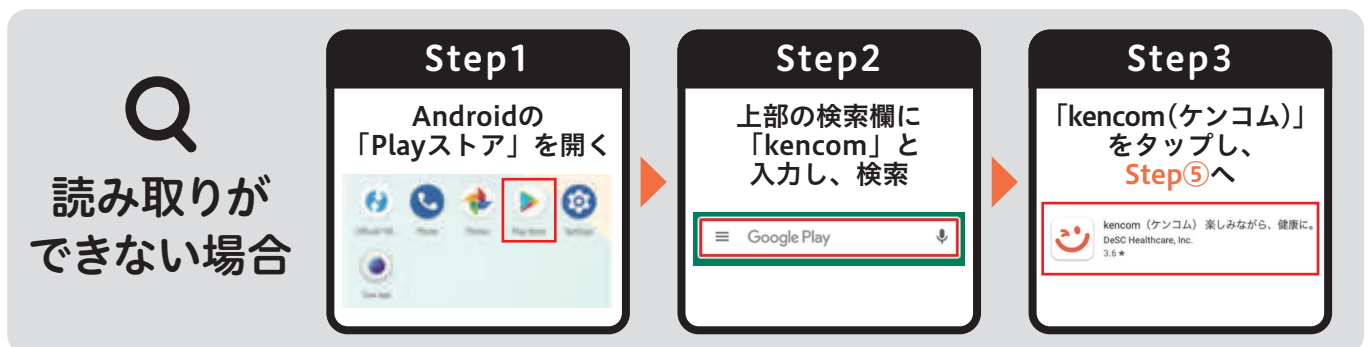 読み取りが
できない場合
Step1
Androidの
「Playストア」を開く
Step2
上部の検索欄に
「kencom」と
入力し、検索
Google Play
Step3
「kencom(ケンコム)」
をタップし、
Step⑤へ
kencom（ケンコム） 楽しみながら、健康に。
DeSC Healthcare, Inc.
3.6★